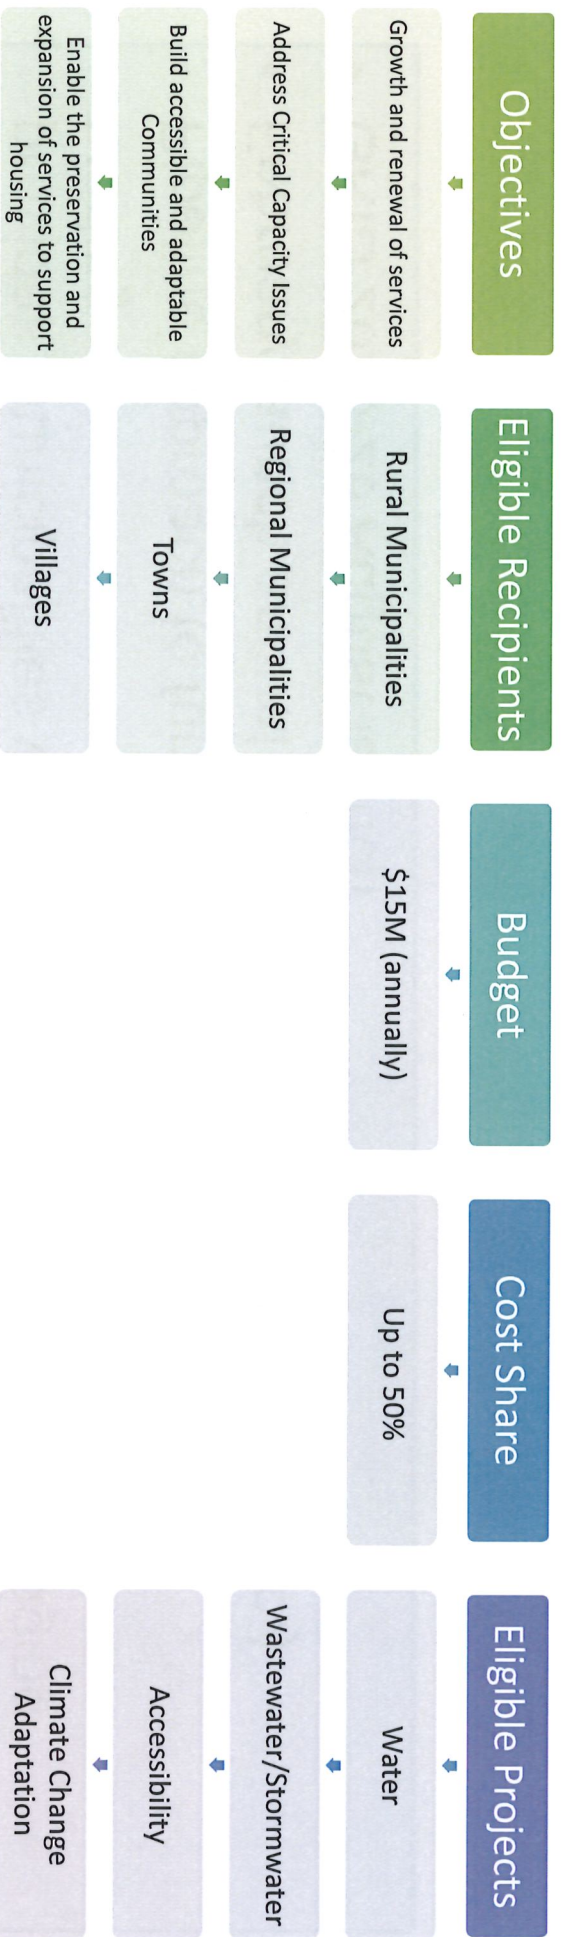 Objectives
Growth and renewal of services
Address Critical Capacity Issues
Build accessible and adaptable
Communities
Enable the preservation and
expansion of services to support
housing
Eligible Recipients
Rural Municipalities
Regional Municipalities
Towns
Villages
Budget
$15M (annually)
Cost Share
Up to 50%
Eligible Projects
Water
Wastewater/Stormwater
Accessibility
Climate Change
Adaptation